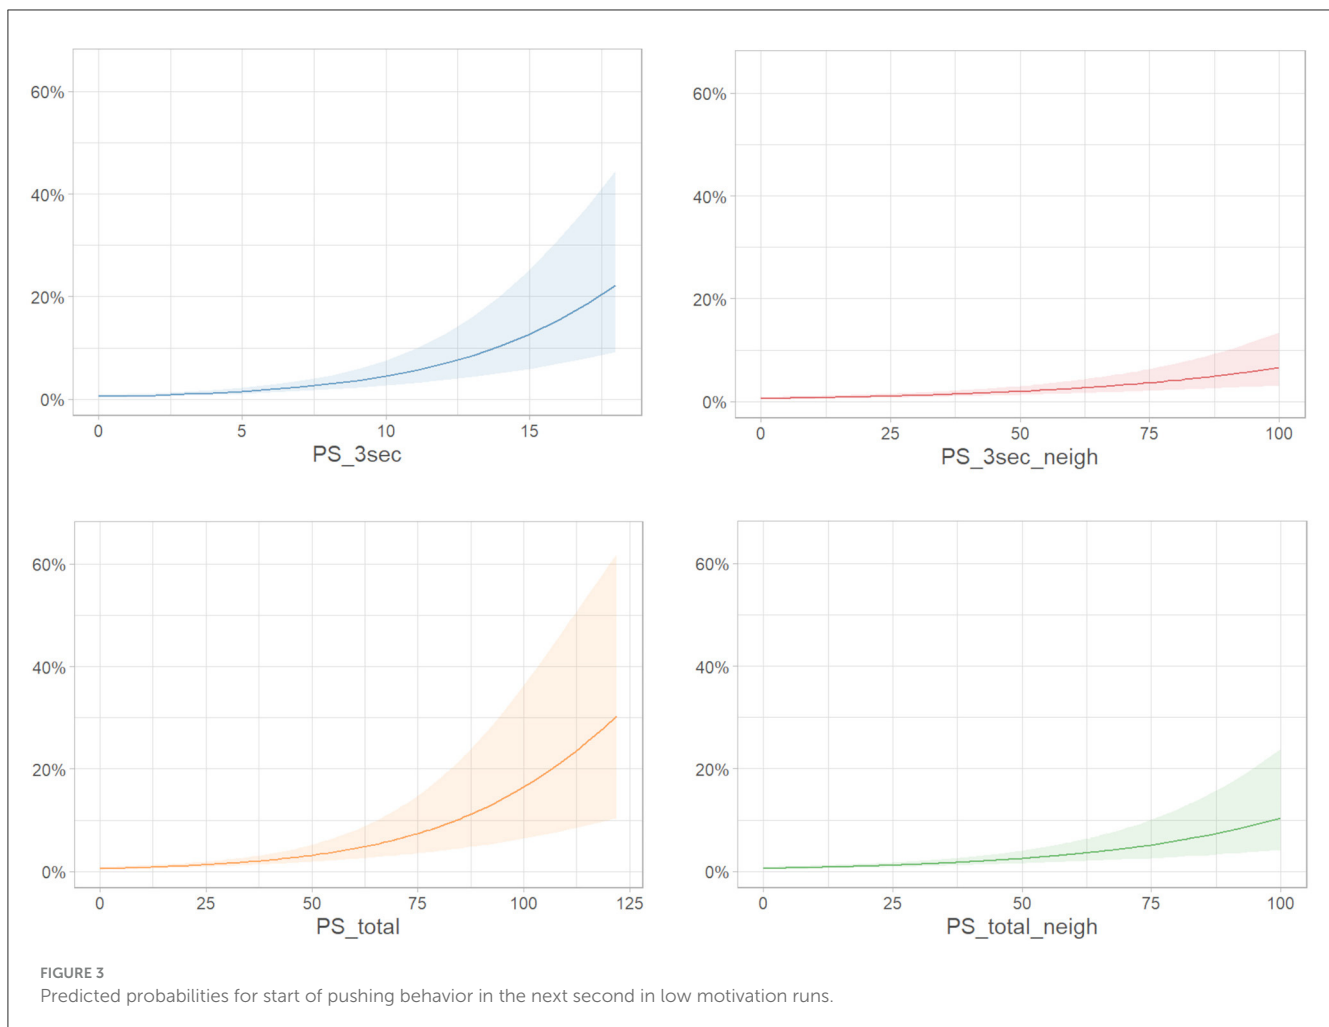 60%
40%
20%
0%
0 5 10 15
PS_3sec
60%
40%
20%
0%
0 25 50 75 100
PS_3sec_neigh
60%
40%
20%
0%
0 25 50 75 100 125
PS_total
60%
40%
20%
0%
0 25 50 75 100
PS_total_neigh
FIGURE 3
Predicted probabilities for start of pushing behavior in the next second in low motivation runs.